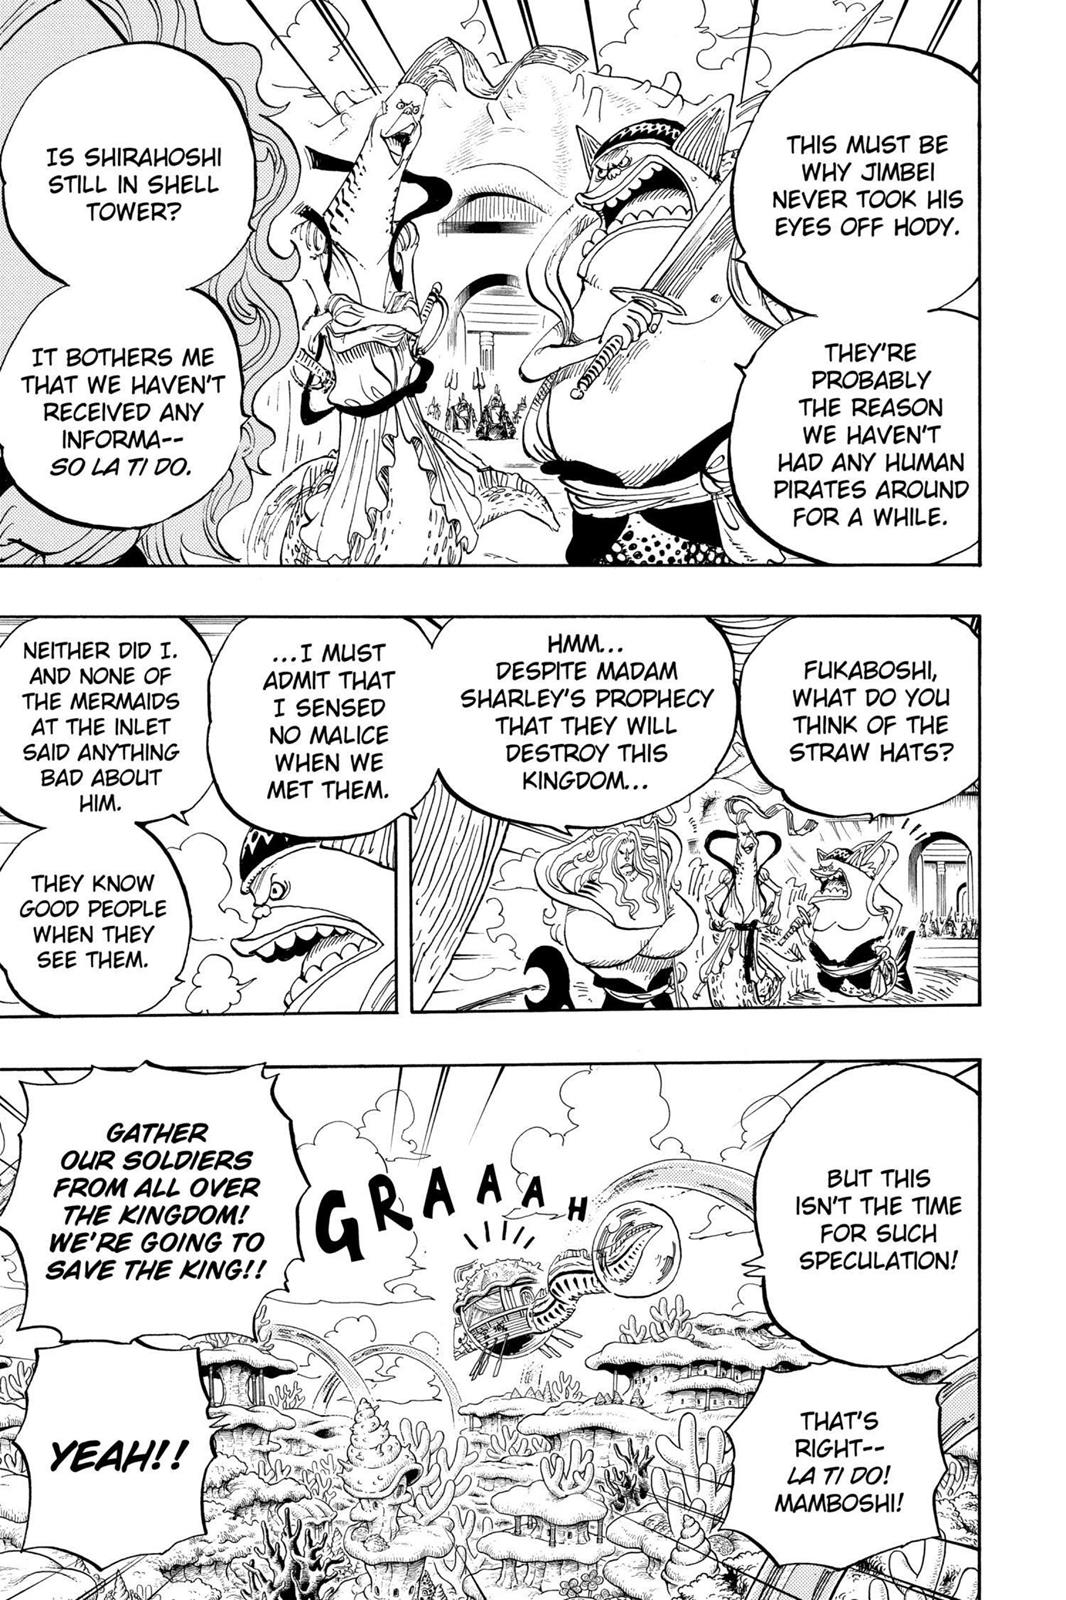 THIS MUST BE
WHY JIMBEI
NEVER TOOK HIS
EYES OFF HODY.
THEY'RE
PROBABLY
THE REASON
WE HAVEN'T
HAD ANY HUMAN
PIRATES AROUND
FOR A WHILE.
IS SHIRAHOSHI
STILL IN SHELL
TOWER?
IT BOTHERS ME
THAT WE HAVEN'T
RECEIVED ANY
INFORMA--
SO LA TI DO.
FUKABOSHI,
WHAT DO YOU
THINK OF THE
STRAW HATS?
HMM...
DESPITE MADAM
SHARLEY'S PROPHECY
THAT THEY WILL
DESTROY THIS
KINGDOM...
...I MUST
ADMIT THAT
I SENSED
NO MALICE
WHEN WE
MET THEM.
NEITHER DID I.
AND NONE OF
THE MERMAIDS
AT THE INLET
SAID ANYTHING
BAD ABOUT
HIM.
THEY KNOW
GOOD PEOPLE
WHEN THEY
SEE THEM.
BUT THIS
ISN'T THE TIME
FOR SUCH
SPECULATION!
THAT'S
RIGHT--
LA TI DO!
MAMBOSHI!
GRAAAH
GATHER
OUR SOLDIERS
FROM ALL OVER
THE KINGDOM!
WE'RE GOING TO
SAVE THE KING!!
YEAH!!